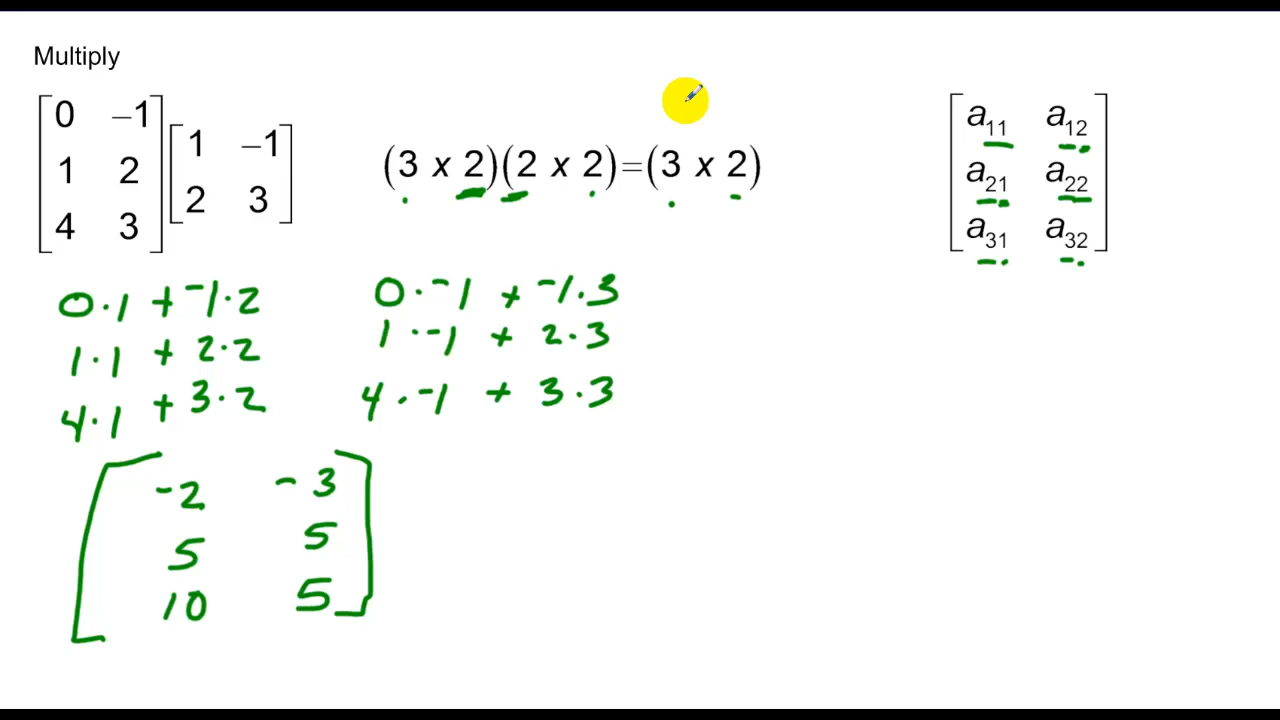 Multiply
[0 −1
1 2
4 3] [1 −1
2 3]
(3 x 2)(2 x 2)=(3 x 2)
[a11 a12
a21 a22
a31 a32]
0·1 + -1·2
1·1 + 2·2
4·1 + 3·2
0·-1 + -1·3
1·-1 + 2·3
4·-1 + 3·3
[-2 -3
5 5
10 5]